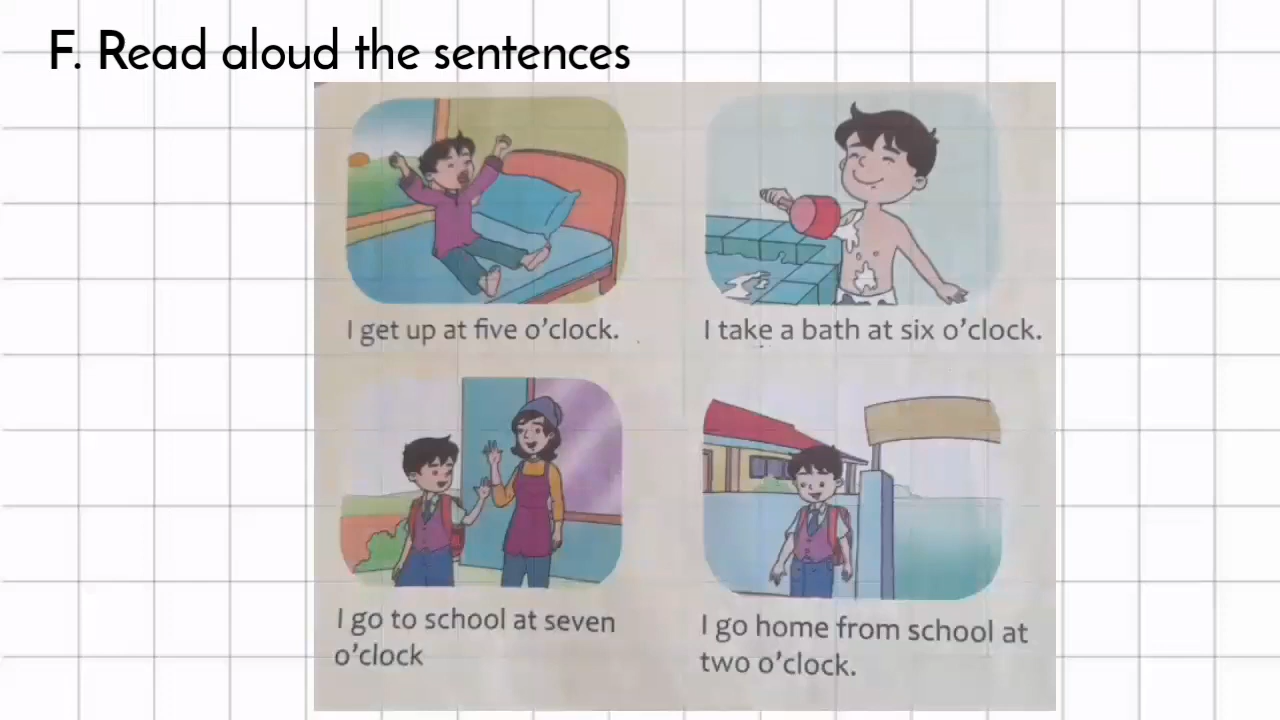 F. Read aloud the sentences
I get up at five o'clock.
I take a bath at six o'clock.
I go to school at seven
o'clock
I go home from school at
two o'clock.